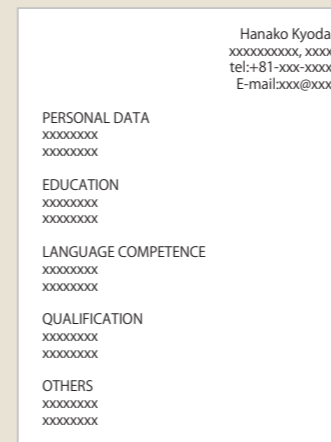 Hanako Kyoda
xxxxxxxxxx, xxxx
tel:+81-xxx-xxxx
E-mail:xxx@xxx
PERSONAL DATA
xxxxxxxx
xxxxxxxx
EDUCATION
xxxxxxxx
xxxxxxxx
LANGUAGE COMPETENCE
xxxxxxxx
xxxxxxxx
QUALIFICATION
xxxxxxxx
xxxxxxxx
OTHERS
xxxxxxxx
xxxxxxxx